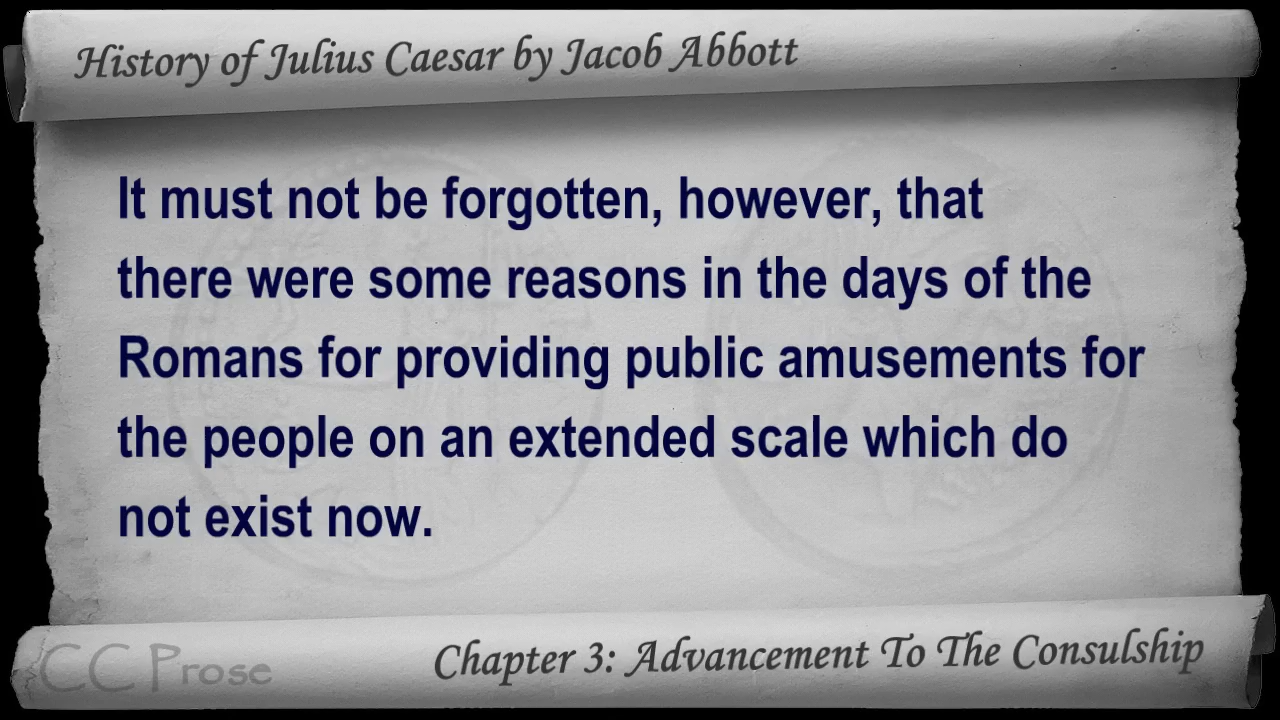 History of Julius Caesar by Jacob Abbott
It must not be forgotten, however, that
there were some reasons in the days of the
Romans for providing public amusements for
the people on an extended scale which do
not exist now.
CC Prose
Chapter 3: Advancement To The Consulship